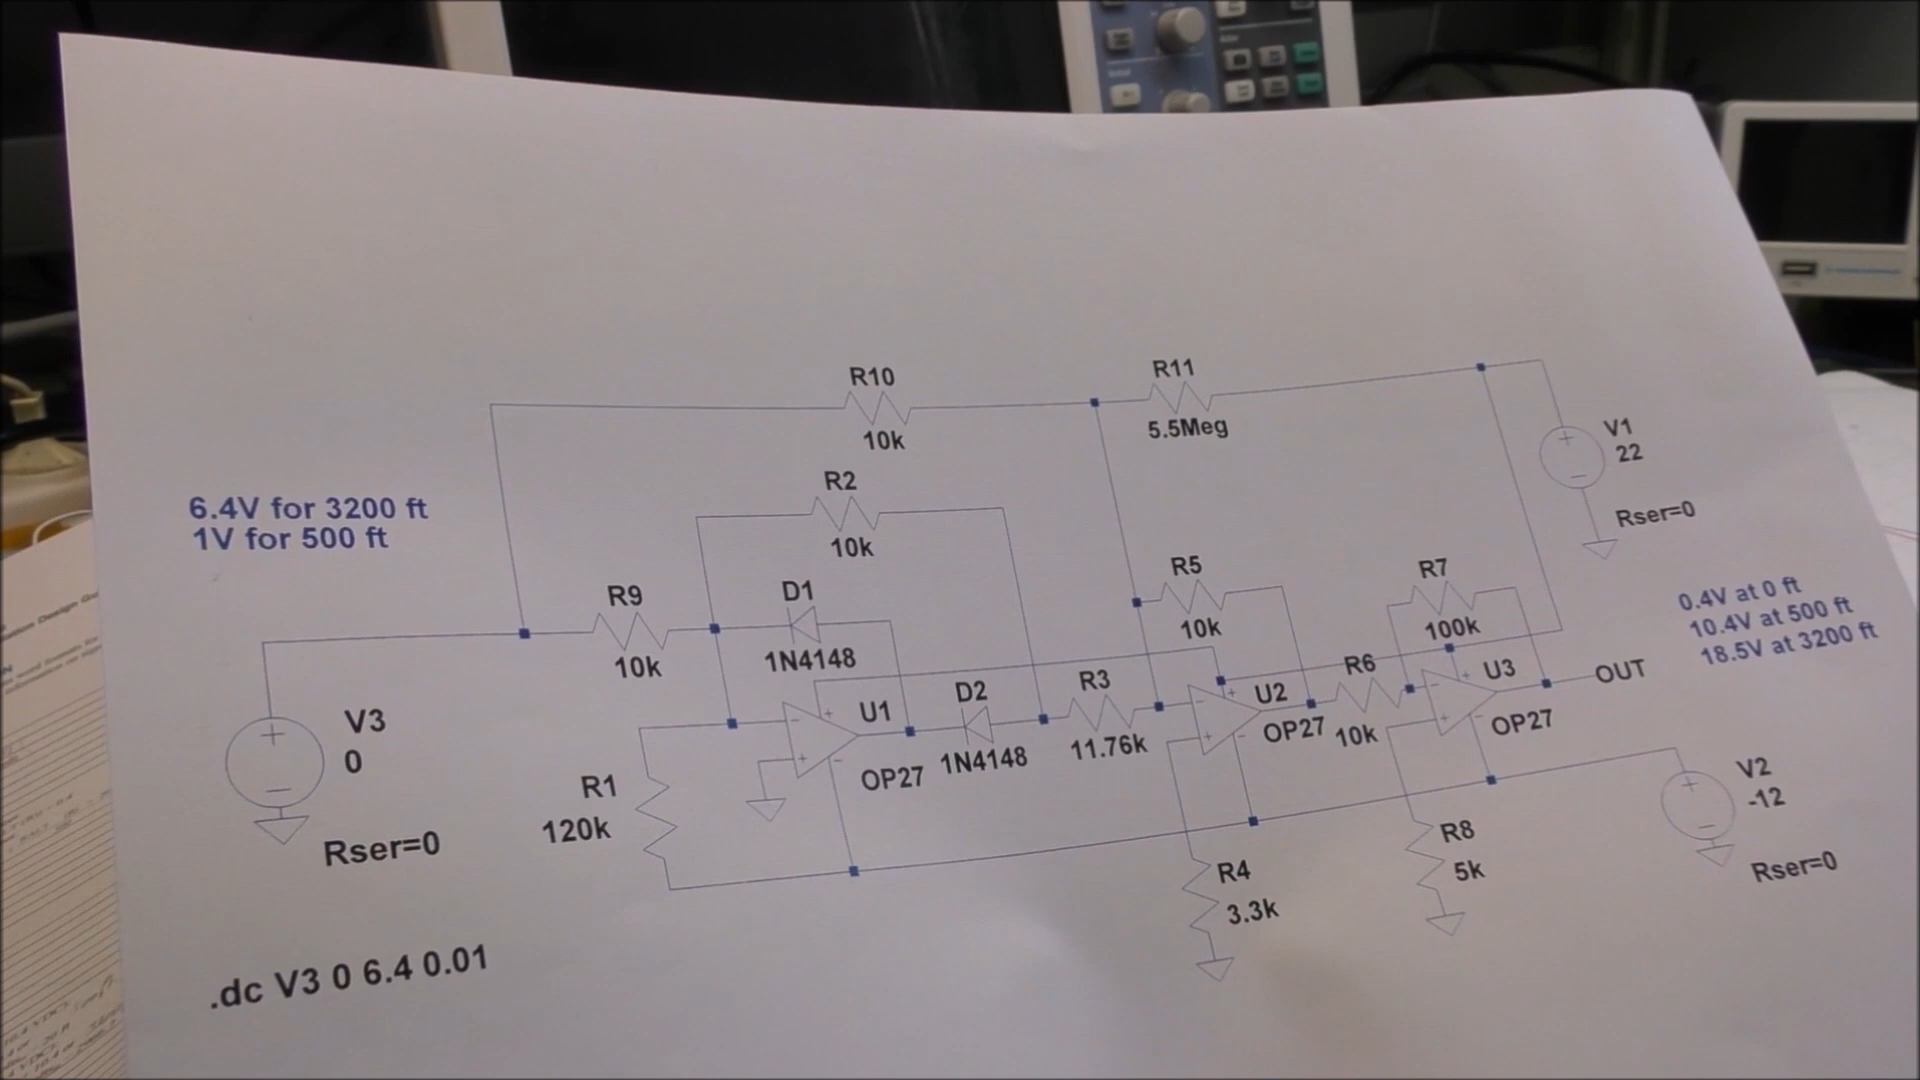 R10
10k
R11
5.5Meg
V1
22
Rser=0
R2
10k
6.4V for 3200 ft
1V for 500 ft
R9
10k
D1
1N4148
R5
10k
R7
100k
0.4V at 0 ft
10.4V at 500 ft
18.5V at 3200 ft
V3
0
Rser=0
U1
OP27
D2
1N4148
R3
11.76k
U2
OP27
R6
10k
U3
OP27
OUT
R1
120k
V2
-12
Rser=0
R4
3.3k
R8
5k
.dc V3 0 6.4 0.01